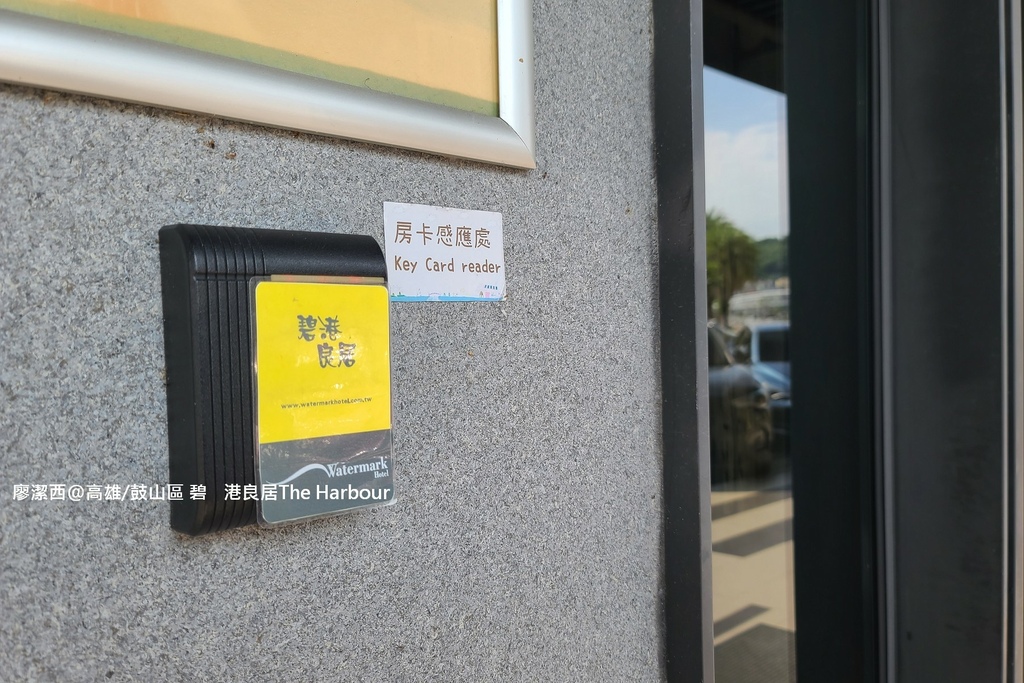 房卡感應處
Key Card reader
碧港
良居
www.watermarkhotel.com.tw
Watermark
Hotel
廖潔西@高雄/鼓山區 碧 港良居The Harbour